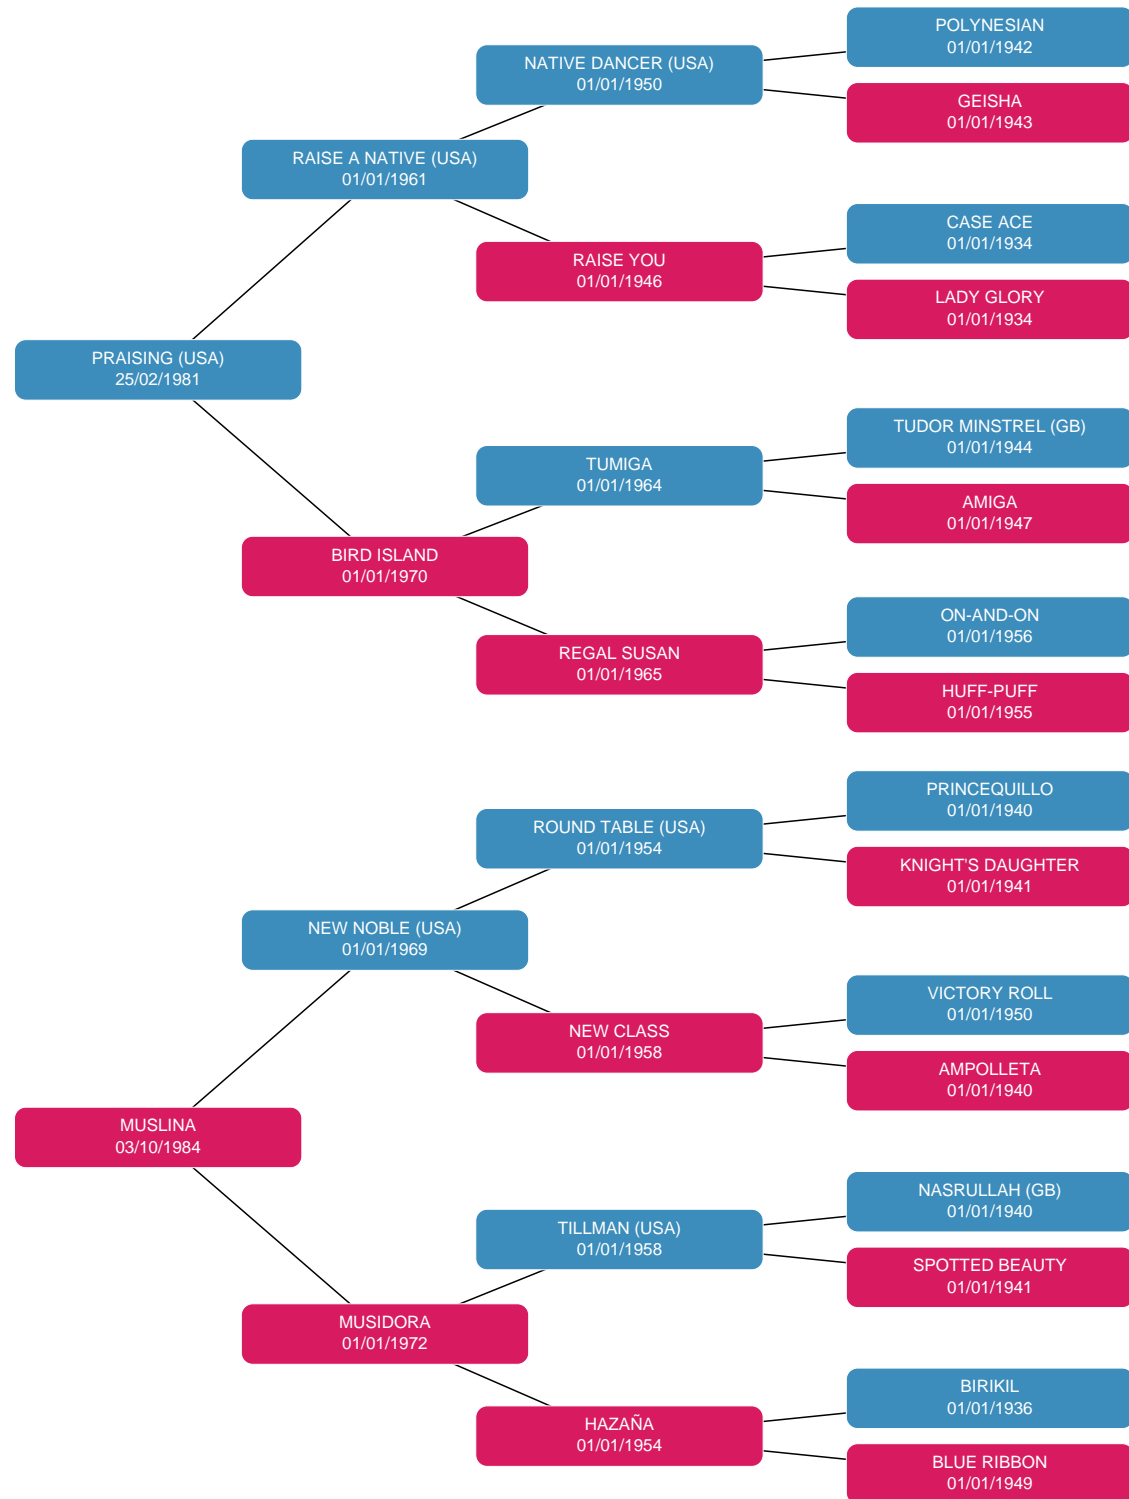 POLYNESIAN
01/01/1942
NATIVE DANCER (USA)
01/01/1950
GEISHA
01/01/1943
RAISE A NATIVE (USA)
01/01/1961
CASE ACE
01/01/1934
RAISE YOU
01/01/1946
LADY GLORY
01/01/1934
PRAISING (USA)
25/02/1981
TUDOR MINSTREL (GB)
01/01/1944
TUMIGA
01/01/1964
AMIGA
01/01/1947
BIRD ISLAND
01/01/1970
ON-AND-ON
01/01/1956
REGAL SUSAN
01/01/1965
HUFF-PUFF
01/01/1955
PRINCEQUILLO
01/01/1940
ROUND TABLE (USA)
01/01/1954
KNIGHT'S DAUGHTER
01/01/1941
NEW NOBLE (USA)
01/01/1969
VICTORY ROLL
01/01/1950
NEW CLASS
01/01/1958
AMPOLLETA
01/01/1940
MUSLINA
03/10/1984
NASRULLAH (GB)
01/01/1940
TILLMAN (USA)
01/01/1958
SPOTTED BEAUTY
01/01/1941
MUSIDORA
01/01/1972
BIRIKIL
01/01/1936
HAZAÑA
01/01/1954
BLUE RIBBON
01/01/1949